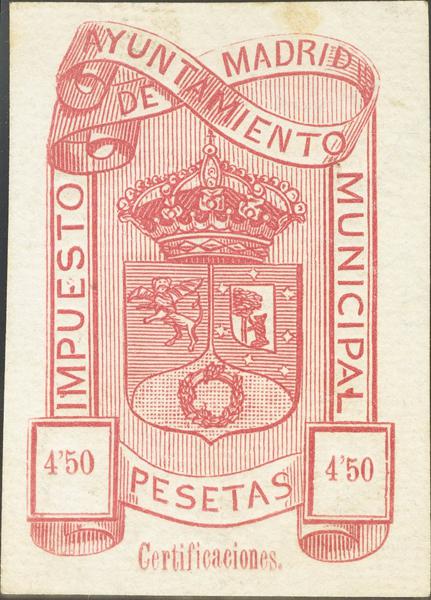 AYUNTAMIENTO
DE MADRID
IMPUESTO
MUNICIPAL
4'50
PESETAS
4'50
Certificaciones.